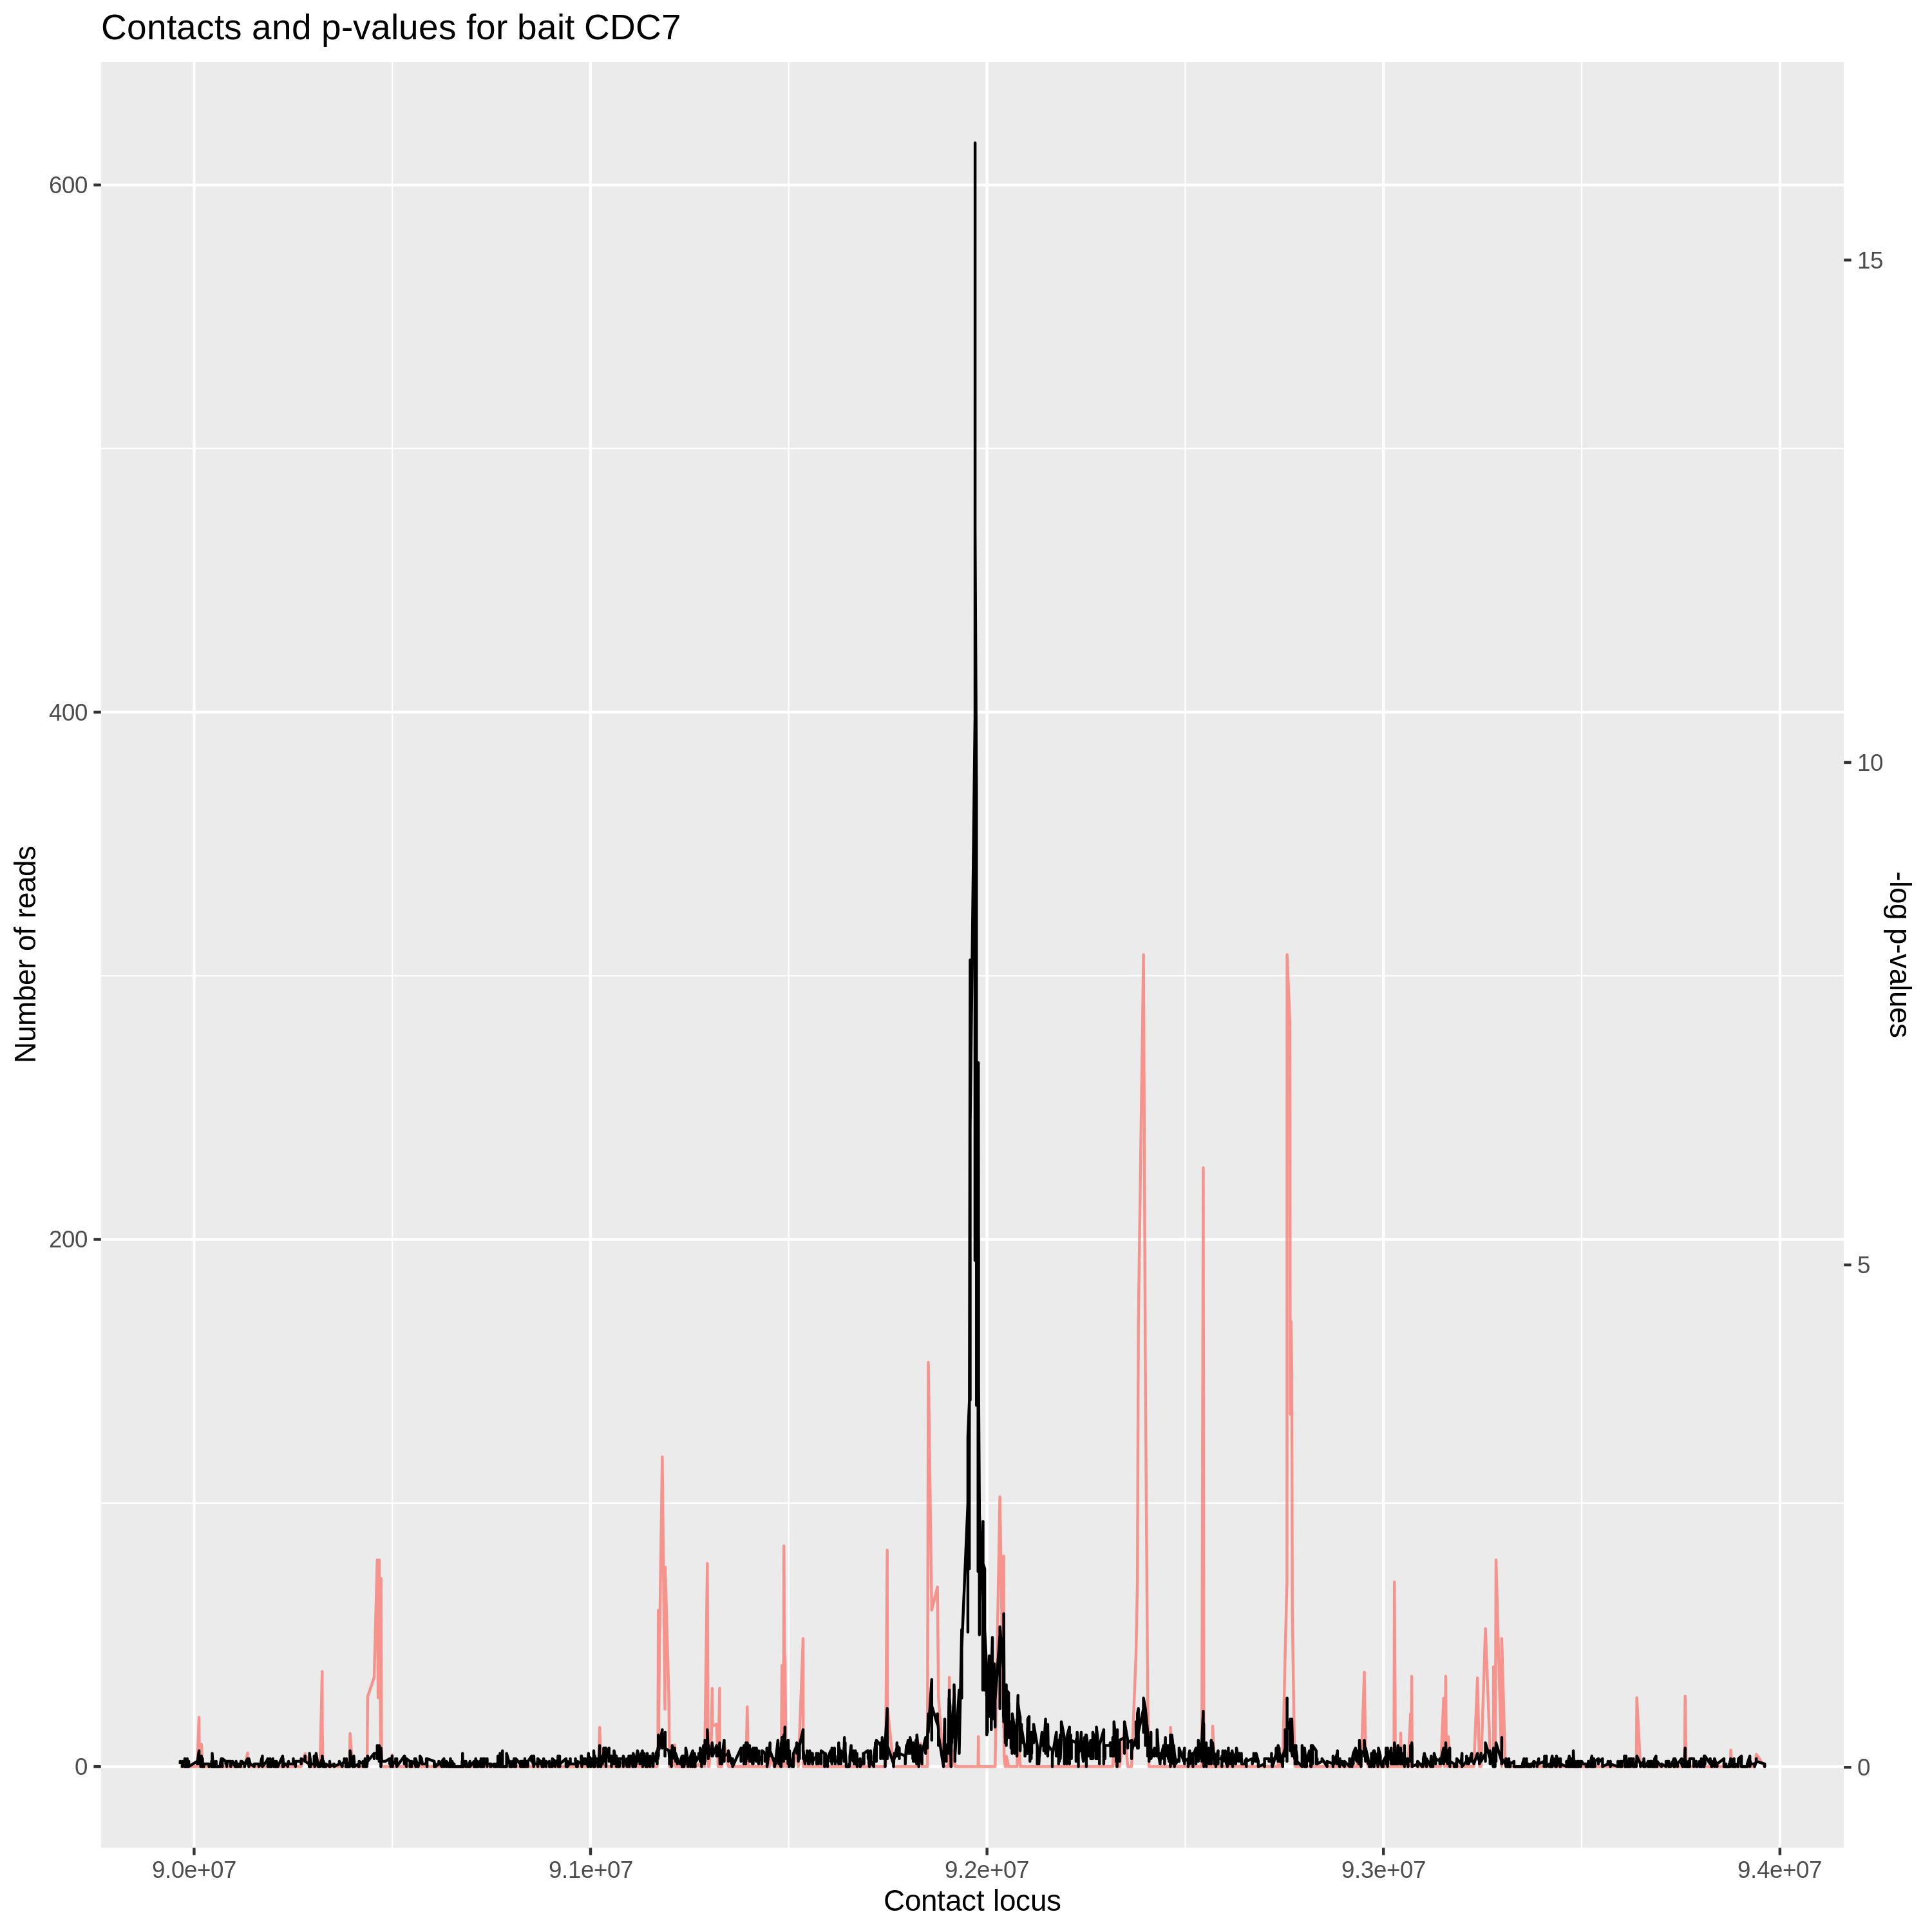 Contacts and p-values for bait CDC7
600
400
200
0
Number of reads
15
10
5
0
-log p-values
9.0e+07
9.1e+07
9.2e+07
9.3e+07
9.4e+07
Contact locus